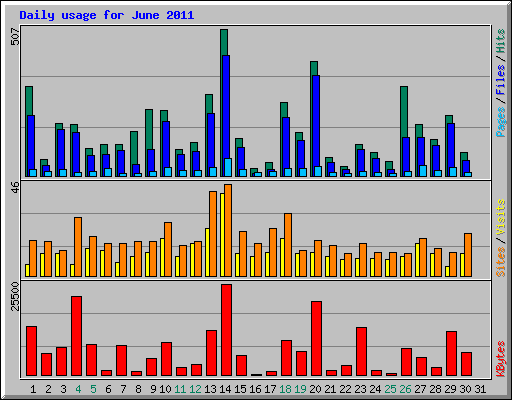 Daily usage for June 2011
507
Pages / Files / Hits
46
Sites / Visits
25500
KBytes
1 2 3 4 5 6 7 8 9 10 11 12 13 14 15 16 17 18 19 20 21 22 23 24 25 26 27 28 29 30 31